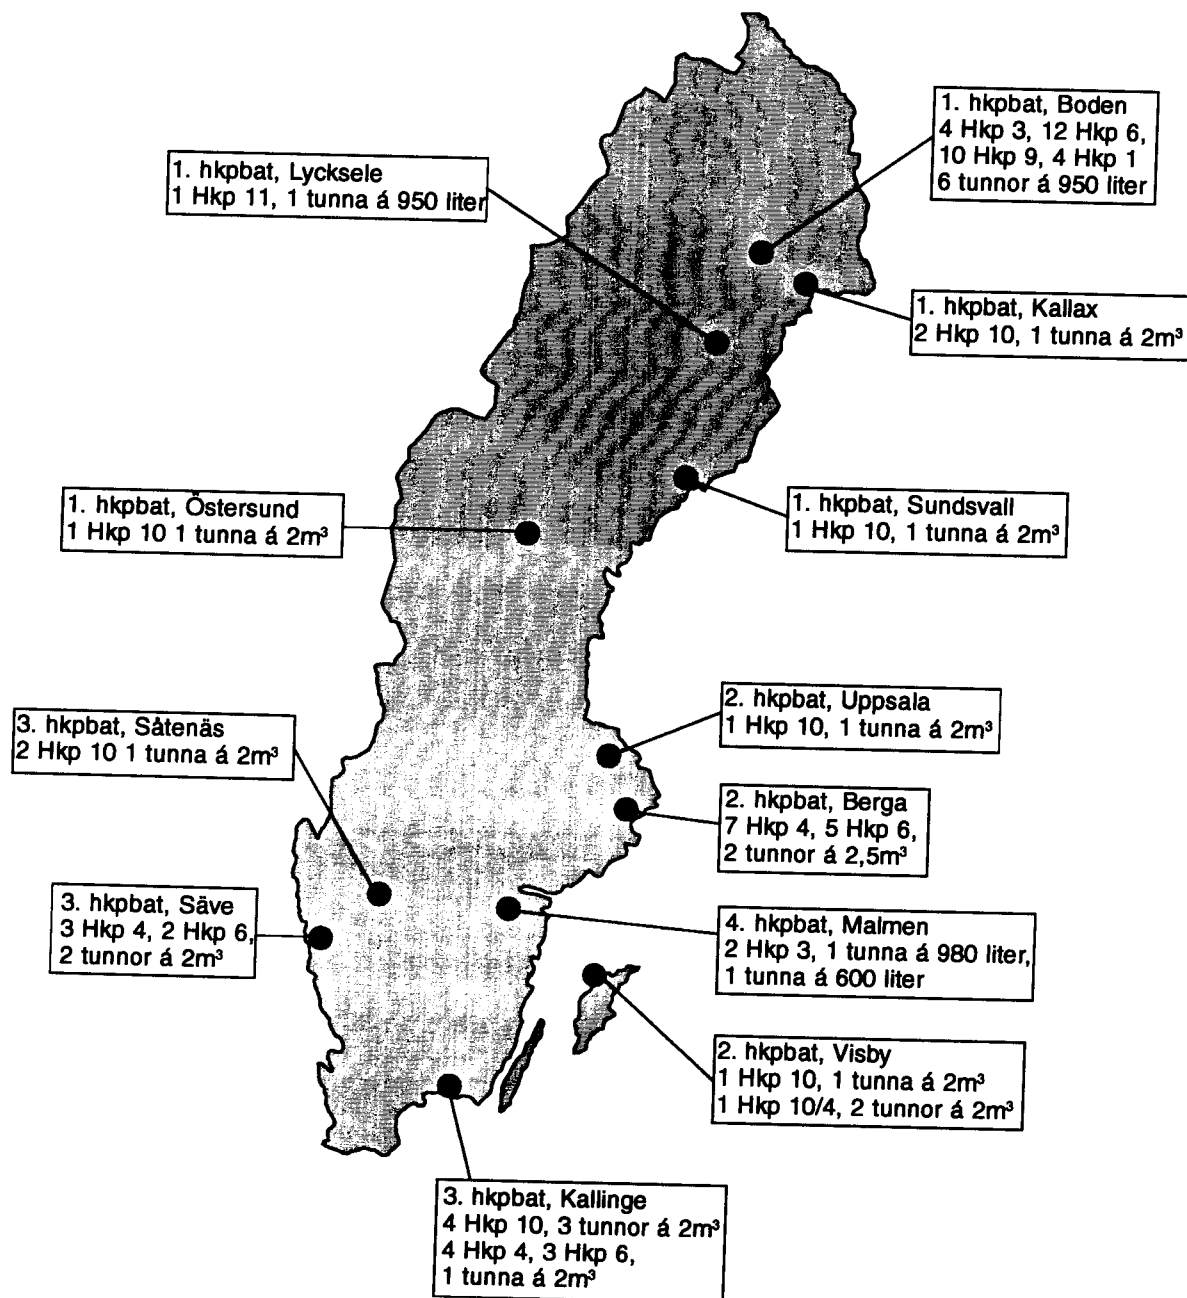 1. hkpbat, Boden
4 Hkp 3, 12 Hkp 6,
10 Hkp 9, 4 Hkp 1
6 tunnor á 950 liter
1. hkpbat, Lycksele
1 Hkp 11, 1 tunna á 950 liter
1. hkpbat, Kallax
2 Hkp 10, 1 tunna á 2m³
1. hkpbat, Östersund
1 Hkp 10 1 tunna á 2m³
1. hkpbat, Sundsvall
1 Hkp 10, 1 tunna á 2m³
2. hkpbat, Uppsala
1 Hkp 10, 1 tunna á 2m³
3. hkpbat, Såtenäs
2 Hkp 10 1 tunna á 2m³
2. hkpbat, Berga
7 Hkp 4, 5 Hkp 6,
2 tunnor á 2,5m³
3. hkpbat, Säve
3 Hkp 4, 2 Hkp 6,
2 tunnor á 2m³
4. hkpbat, Malmen
2 Hkp 3, 1 tunna á 980 liter,
1 tunna á 600 liter
2. hkpbat, Visby
1 Hkp 10, 1 tunna á 2m³
1 Hkp 10/4, 2 tunnor á 2m³
3. hkpbat, Kallinge
4 Hkp 10, 3 tunnor á 2m³
4 Hkp 4, 3 Hkp 6,
1 tunna á 2m³